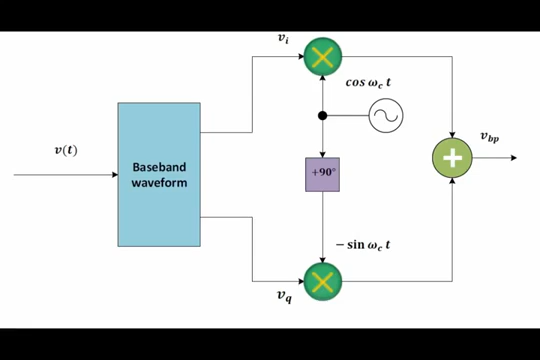 v_i
cos ω_c t
v(t)
v_bp
Baseband
waveform
+90°
− sin ω_c t
v_q